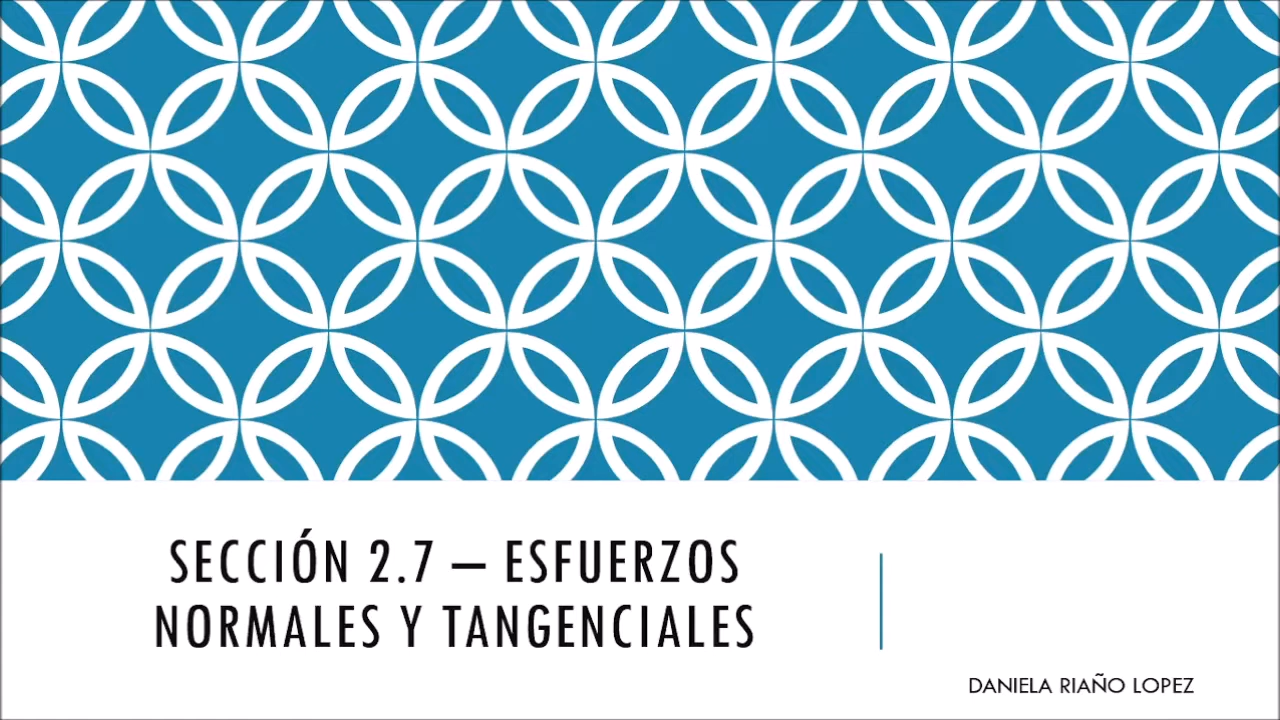 SECCIÓN 2.7 – ESFUERZOS
NORMALES Y TANGENCIALES
DANIELA RIAÑO LOPEZ